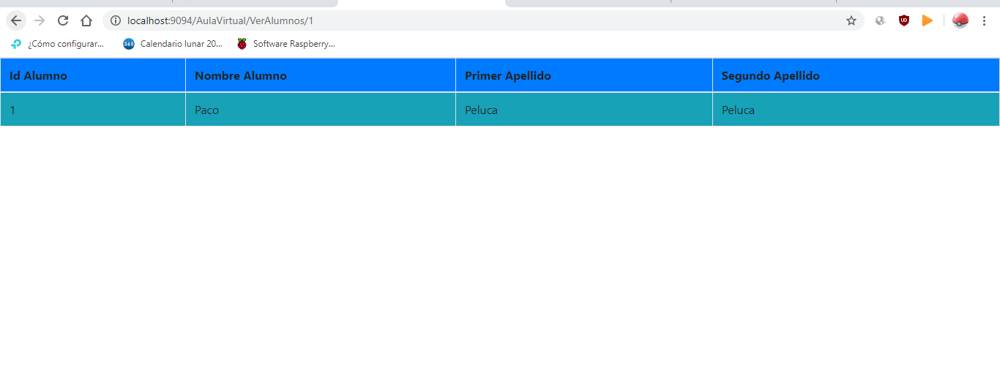 localhost:9094/AulaVirtual/VerAlumnos/1
¿Cómo configurar... 365 Calendario lunar 20... Software Raspberry...
Id Alumno Nombre Alumno Primer Apellido Segundo Apellido
1 Paco Peluca Peluca